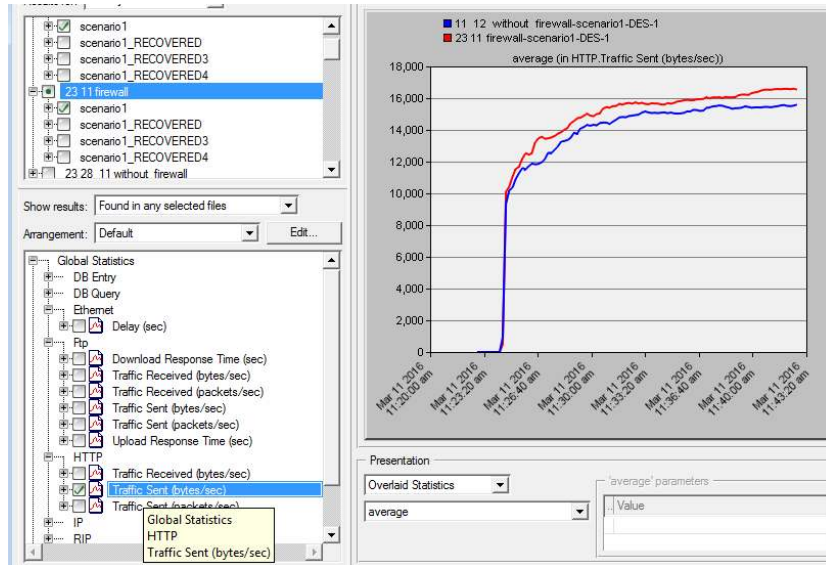 scenario1
scenario1_RECOVERED
scenario1_RECOVERED3
scenario1_RECOVERED4
23 11 firewall
scenario1
scenario1_RECOVERED
scenario1_RECOVERED3
scenario1_RECOVERED4
23 28 11 without firewall
Show results: Found in any selected files
Arrangement: Default Edit...
Global Statistics
DB Entry
DB Query
Ethernet
Delay (sec)
Ftp
Download Response Time (sec)
Traffic Received (bytes/sec)
Traffic Received (packets/sec)
Traffic Sent (bytes/sec)
Traffic Sent (packets/sec)
Upload Response Time (sec)
HTTP
Traffic Received (bytes/sec)
Traffic Sent (bytes/sec)
Traffic Sent (packets/sec)
IP
RIP
Global Statistics
HTTP
Traffic Sent (bytes/sec)
11 12 without firewall-scenario1-DES-1
23 11 firewall-scenario1-DES-1
average (in HTTP.Traffic Sent (bytes/sec))
18,000
16,000
14,000
12,000
10,000
8,000
6,000
4,000
2,000
0
Mar 11 2016 11:20:00 am
Mar 11 2016 11:23:20 am
Mar 11 2016 11:26:40 am
Mar 11 2016 11:30:00 am
Mar 11 2016 11:33:20 am
Mar 11 2016 11:36:40 am
Mar 11 2016 11:40:00 am
Mar 11 2016 11:43:20 am
Presentation
Overlaid Statistics
average
'average' parameters
Value